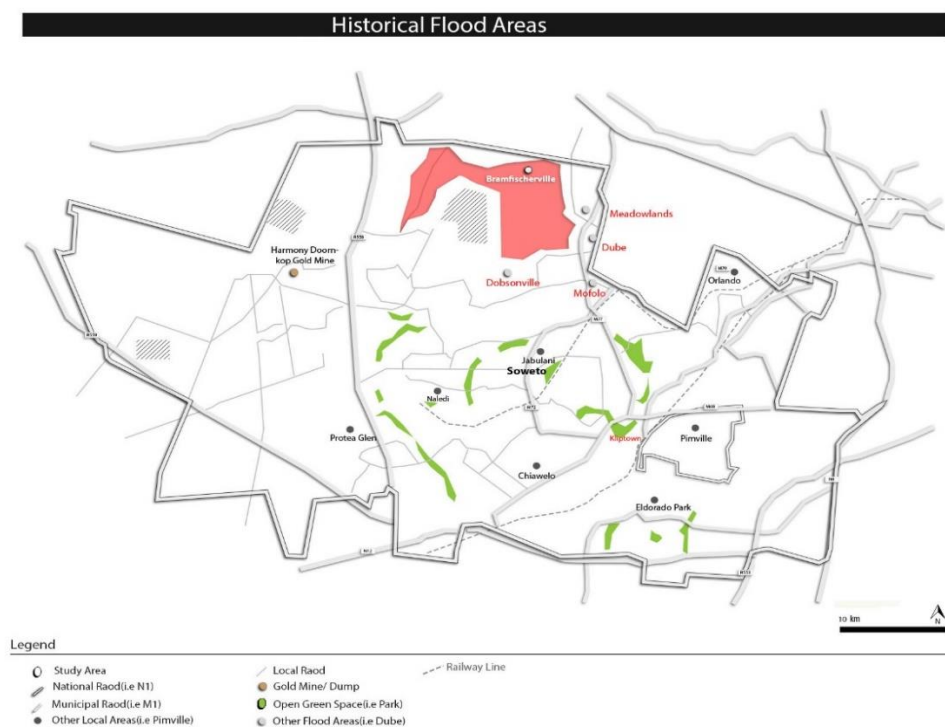 Historical Flood Areas
Bramfischerville
Meadowlands
Dube
Harmony Doorn-
kop Gold Mine
Dobsonville
Orlando
Mofolo
Jabulani
Soweto
Naledi
Protea Glen
Kliptown
Pimville
Chiawelo
Eldorado Park
10 km
N
Legend
Study Area
National Raod(i.e N1)
Municipal Raod(i.e M1)
Other Local Areas(i.e Pimville)
Local Raod
Gold Mine/ Dump
Open Green Space(i.e Park)
Other Flood Areas(i.e Dube)
Railway Line